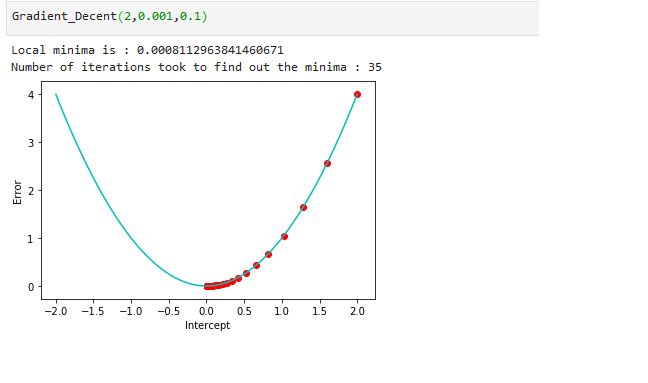 Gradient_Decent(2,0.001,0.1)
Local minima is : 0.0008112963841460671
Number of iterations took to find out the minima : 35
4
3
2
1
0
Error
−2.0 −1.5 −1.0 −0.5 0.0 0.5 1.0 1.5 2.0
Intercept